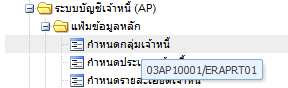 ระบบบัญชีเจ้าหนี้ (AP)
แฟ้มข้อมูลหลัก
กำหนดกลุ่มเจ้าหนี้
กำหนดประเ
03AP10001/ERAPRT01